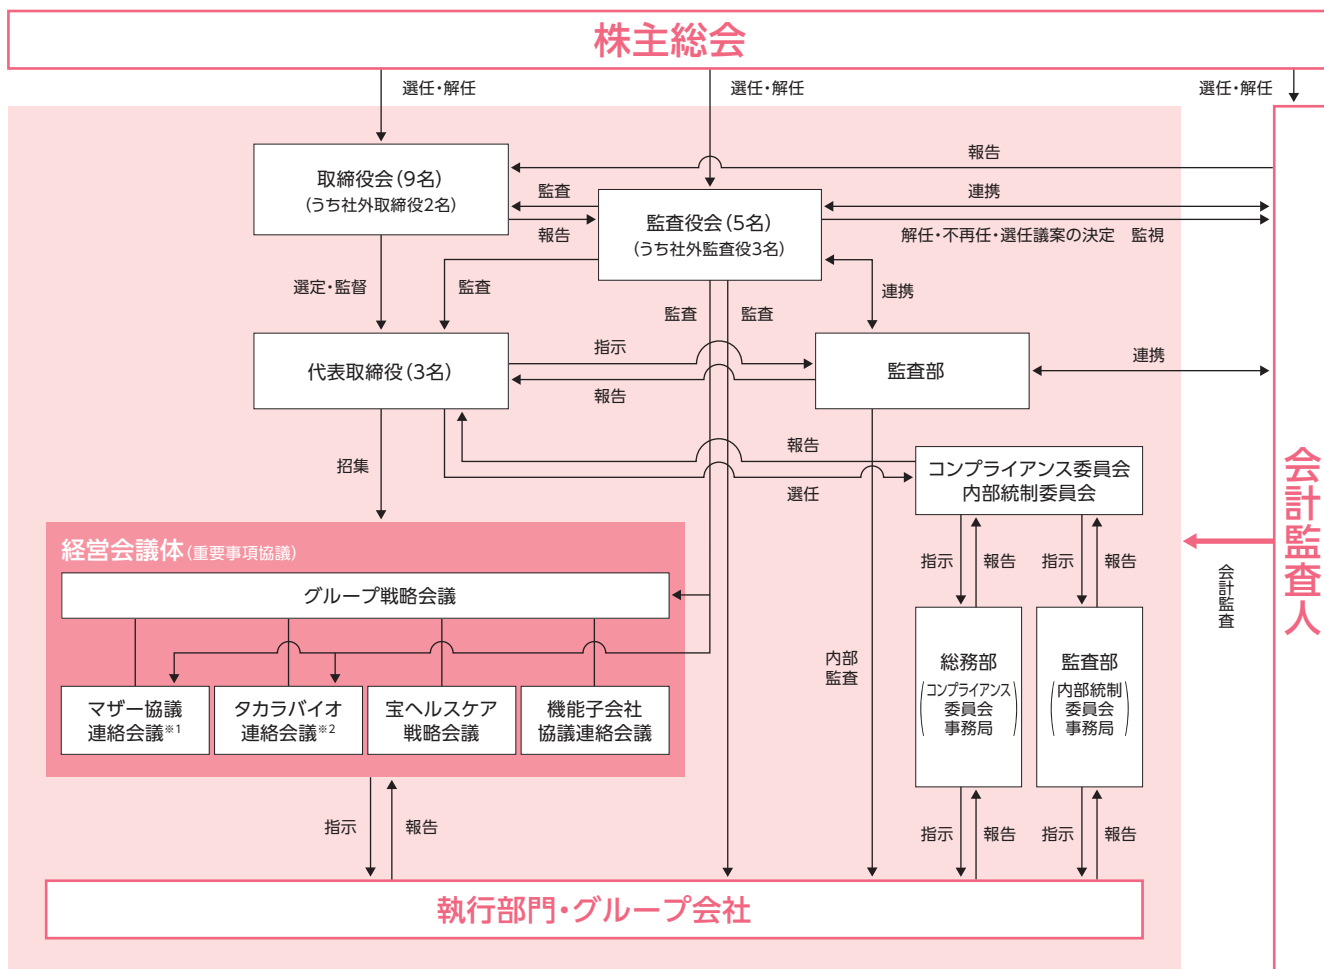 株主総会
選任・解任
選任・解任
選任・解任
取締役会(9名)
(うち社外取締役2名)
報告
監査
報告
監査役会(5名)
(うち社外監査役3名)
連携
解任・不再任・選任議案の決定　監視
選定・監督
監査
監査
監査
連携
代表取締役(3名)
指示
報告
監査部
連携
招集
報告
選任
コンプライアンス委員会
内部統制委員会
会計監査人
会計監査
経営会議体(重要事項協議)
グループ戦略会議
マザー協議
連絡会議※1
タカラバイオ
連絡会議※2
宝ヘルスケア
戦略会議
機能子会社
協議連絡会議
内部
監査
指示
報告
指示
報告
総務部
(コンプライアンス
委員会
事務局)
監査部
(内部統制
委員会
事務局)
指示
報告
指示
報告
指示
報告
執行部門・グループ会社